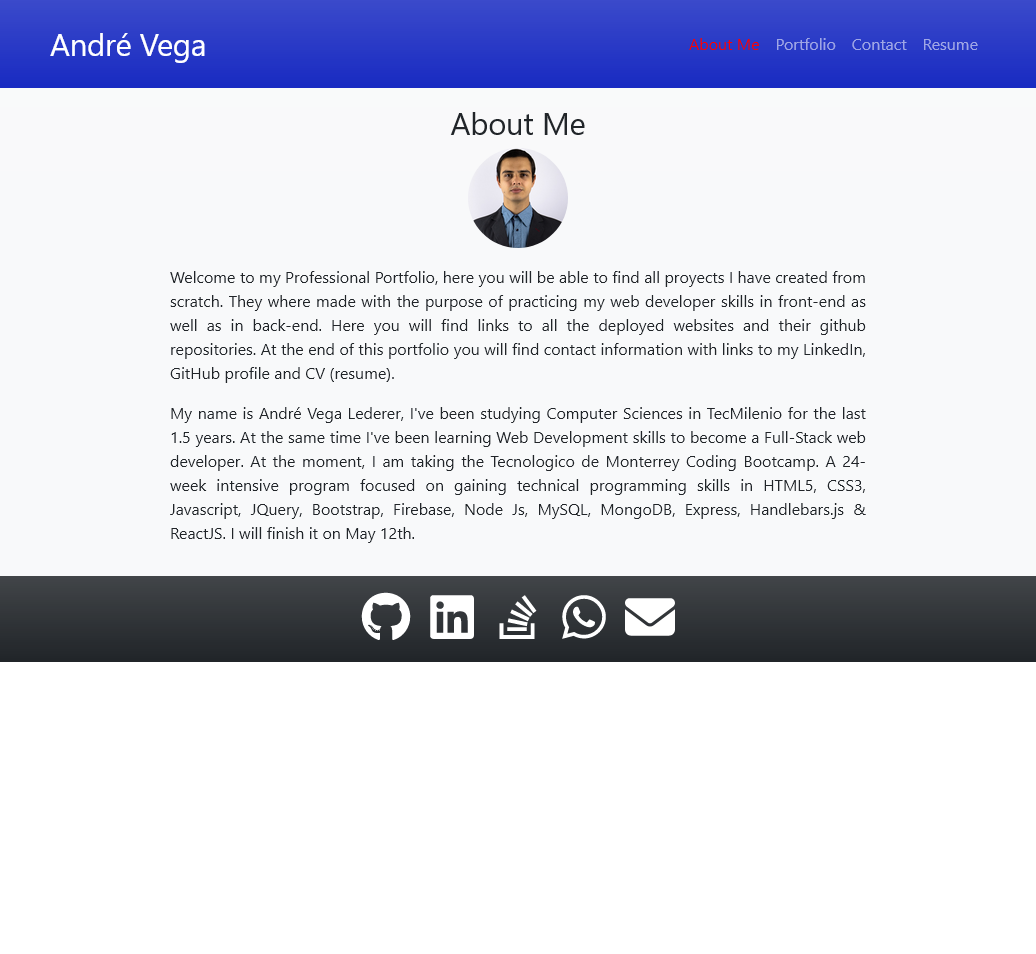 André Vega
About Me
Portfolio
Contact
Resume
About Me
Welcome to my Professional Portfolio, here you will be able to find all proyects I have created from
scratch. They where made with the purpose of practicing my web developer skills in front-end as
well as in back-end. Here you will find links to all the deployed websites and their github
repositories. At the end of this portfolio you will find contact information with links to my LinkedIn,
GitHub profile and CV (resume).
My name is André Vega Lederer, I've been studying Computer Sciences in TecMilenio for the last
1.5 years. At the same time I've been learning Web Development skills to become a Full-Stack web
developer. At the moment, I am taking the Tecnologico de Monterrey Coding Bootcamp. A 24-
week intensive program focused on gaining technical programming skills in HTML5, CSS3,
Javascript, JQuery, Bootstrap, Firebase, Node Js, MySQL, MongoDB, Express, Handlebars.js &
ReactJS. I will finish it on May 12th.